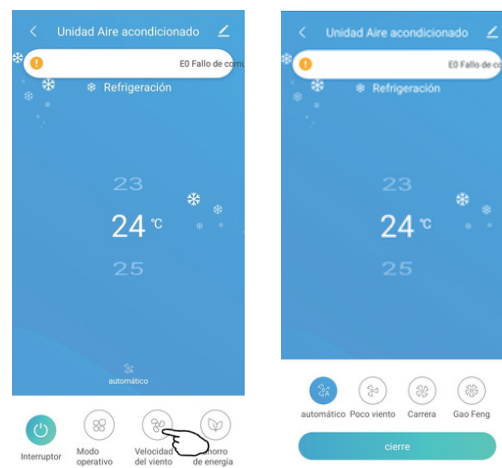 Unidad Aire acondicionado
E0 Fallo de
Refrigeración
23
24 ℃
25
automático
Interruptor
Modo
operativo
Velocidad
del viento
de energía
Unidad Aire acondicionado
E0 Fallo de
Refrigeración
23
24 ℃
25
automático
Poco viento
Carrera
Gao Feng
cierre